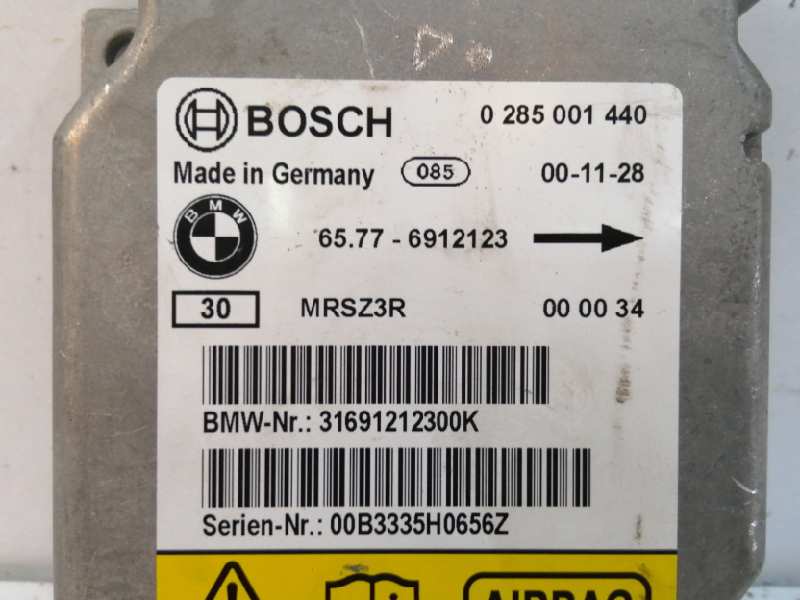 BOSCH 0 285 001 440
Made in Germany 085 00-11-28
BMW
65.77 - 6912123
30 MRSZ3R 00 00 34
BMW-Nr.: 31691212300K
Serien-Nr.: 00B3335H0656Z
AIRBAG